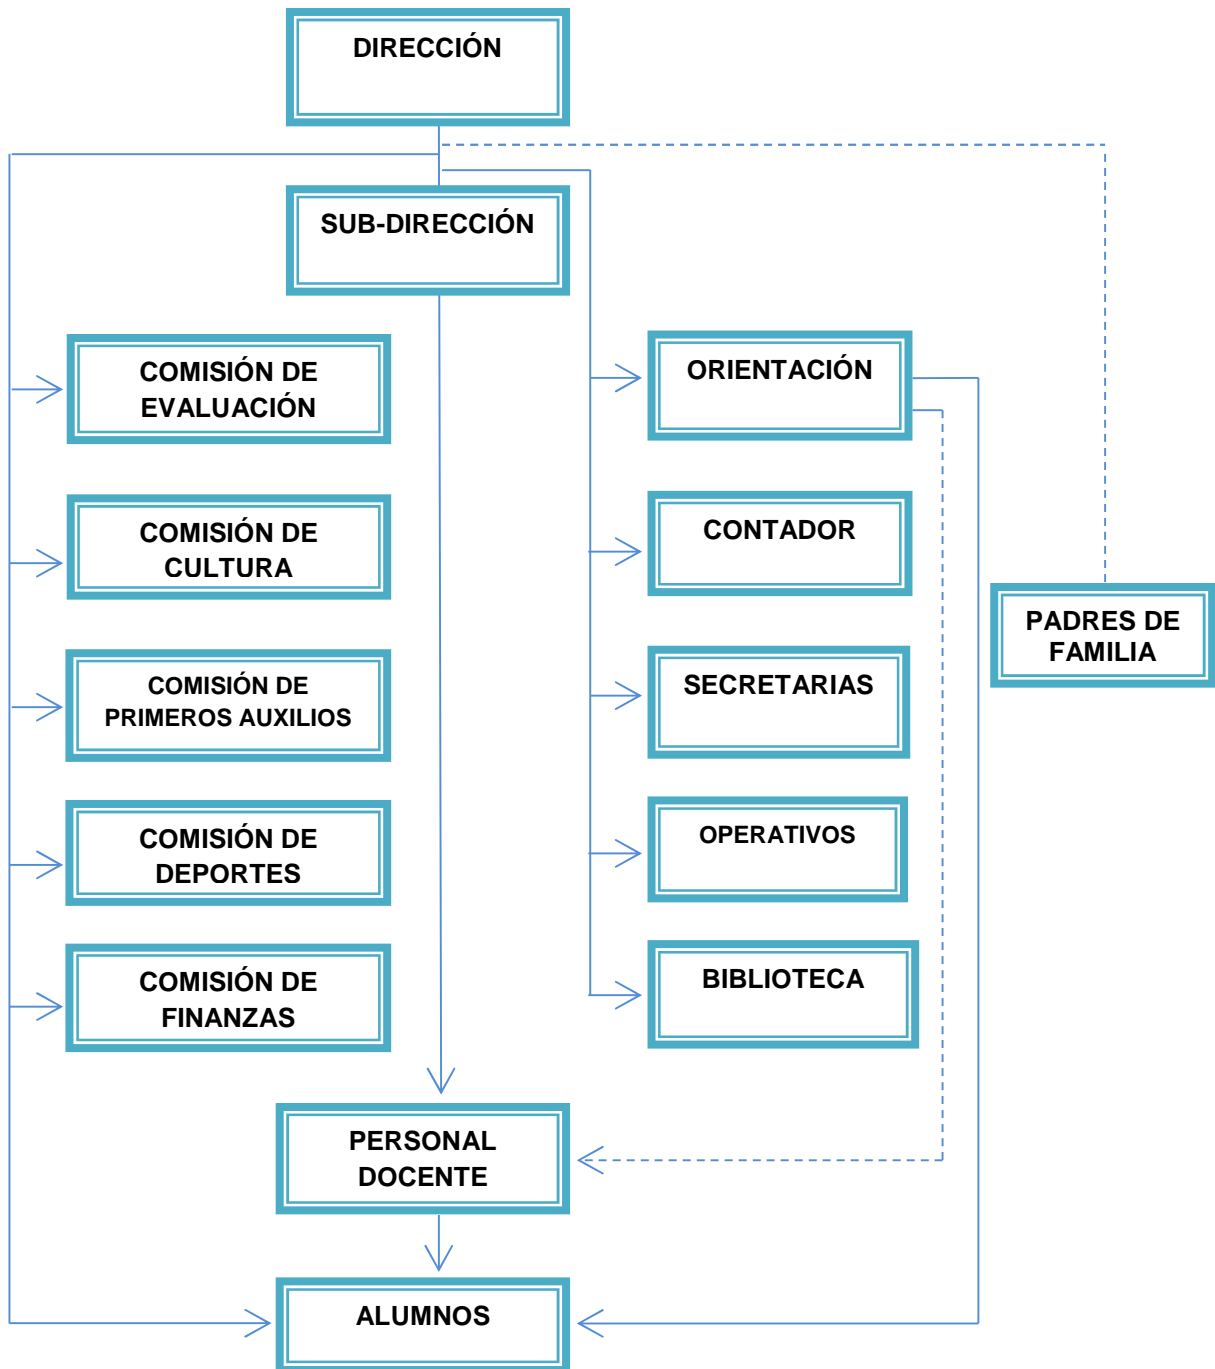 DIRECCIÓN
SUB-DIRECCIÓN
COMISIÓN DE
EVALUACIÓN
COMISIÓN DE
CULTURA
COMISIÓN DE
PRIMEROS AUXILIOS
COMISIÓN DE
DEPORTES
COMISIÓN DE
FINANZAS
ORIENTACIÓN
CONTADOR
SECRETARIAS
OPERATIVOS
BIBLIOTECA
PADRES DE
FAMILIA
PERSONAL
DOCENTE
ALUMNOS